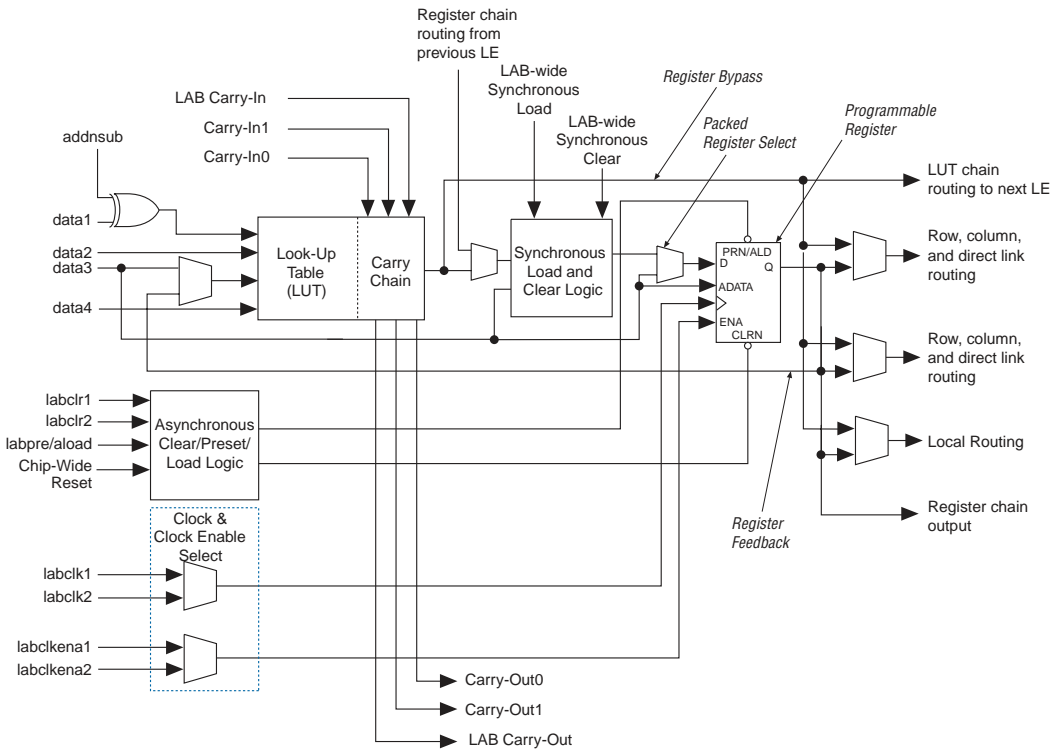 Register chain
routing from
previous LE
LAB-wide
Synchronous
Load
Register Bypass
LAB Carry-In
Programmable
Register
Packed
Register Select
LAB-wide
Synchronous
Clear
Carry-In1
addnsub
Carry-In0
LUT chain
routing to next LE
data1
data2
data3
data4
Look-Up
Table
(LUT)
Carry
Chain
Synchronous
Load and
Clear Logic
PRN/ALD
D
Q
ADATA
ENA
CLRN
Row, column,
and direct link
routing
Row, column,
and direct link
routing
labclr1
labclr2
labpre/aload
Chip-Wide
Reset
Asynchronous
Clear/Preset/
Load Logic
Local Routing
Register chain
output
Register
Feedback
Clock &
Clock Enable
Select
labclk1
labclk2
labclkena1
labclkena2
Carry-Out0
Carry-Out1
LAB Carry-Out